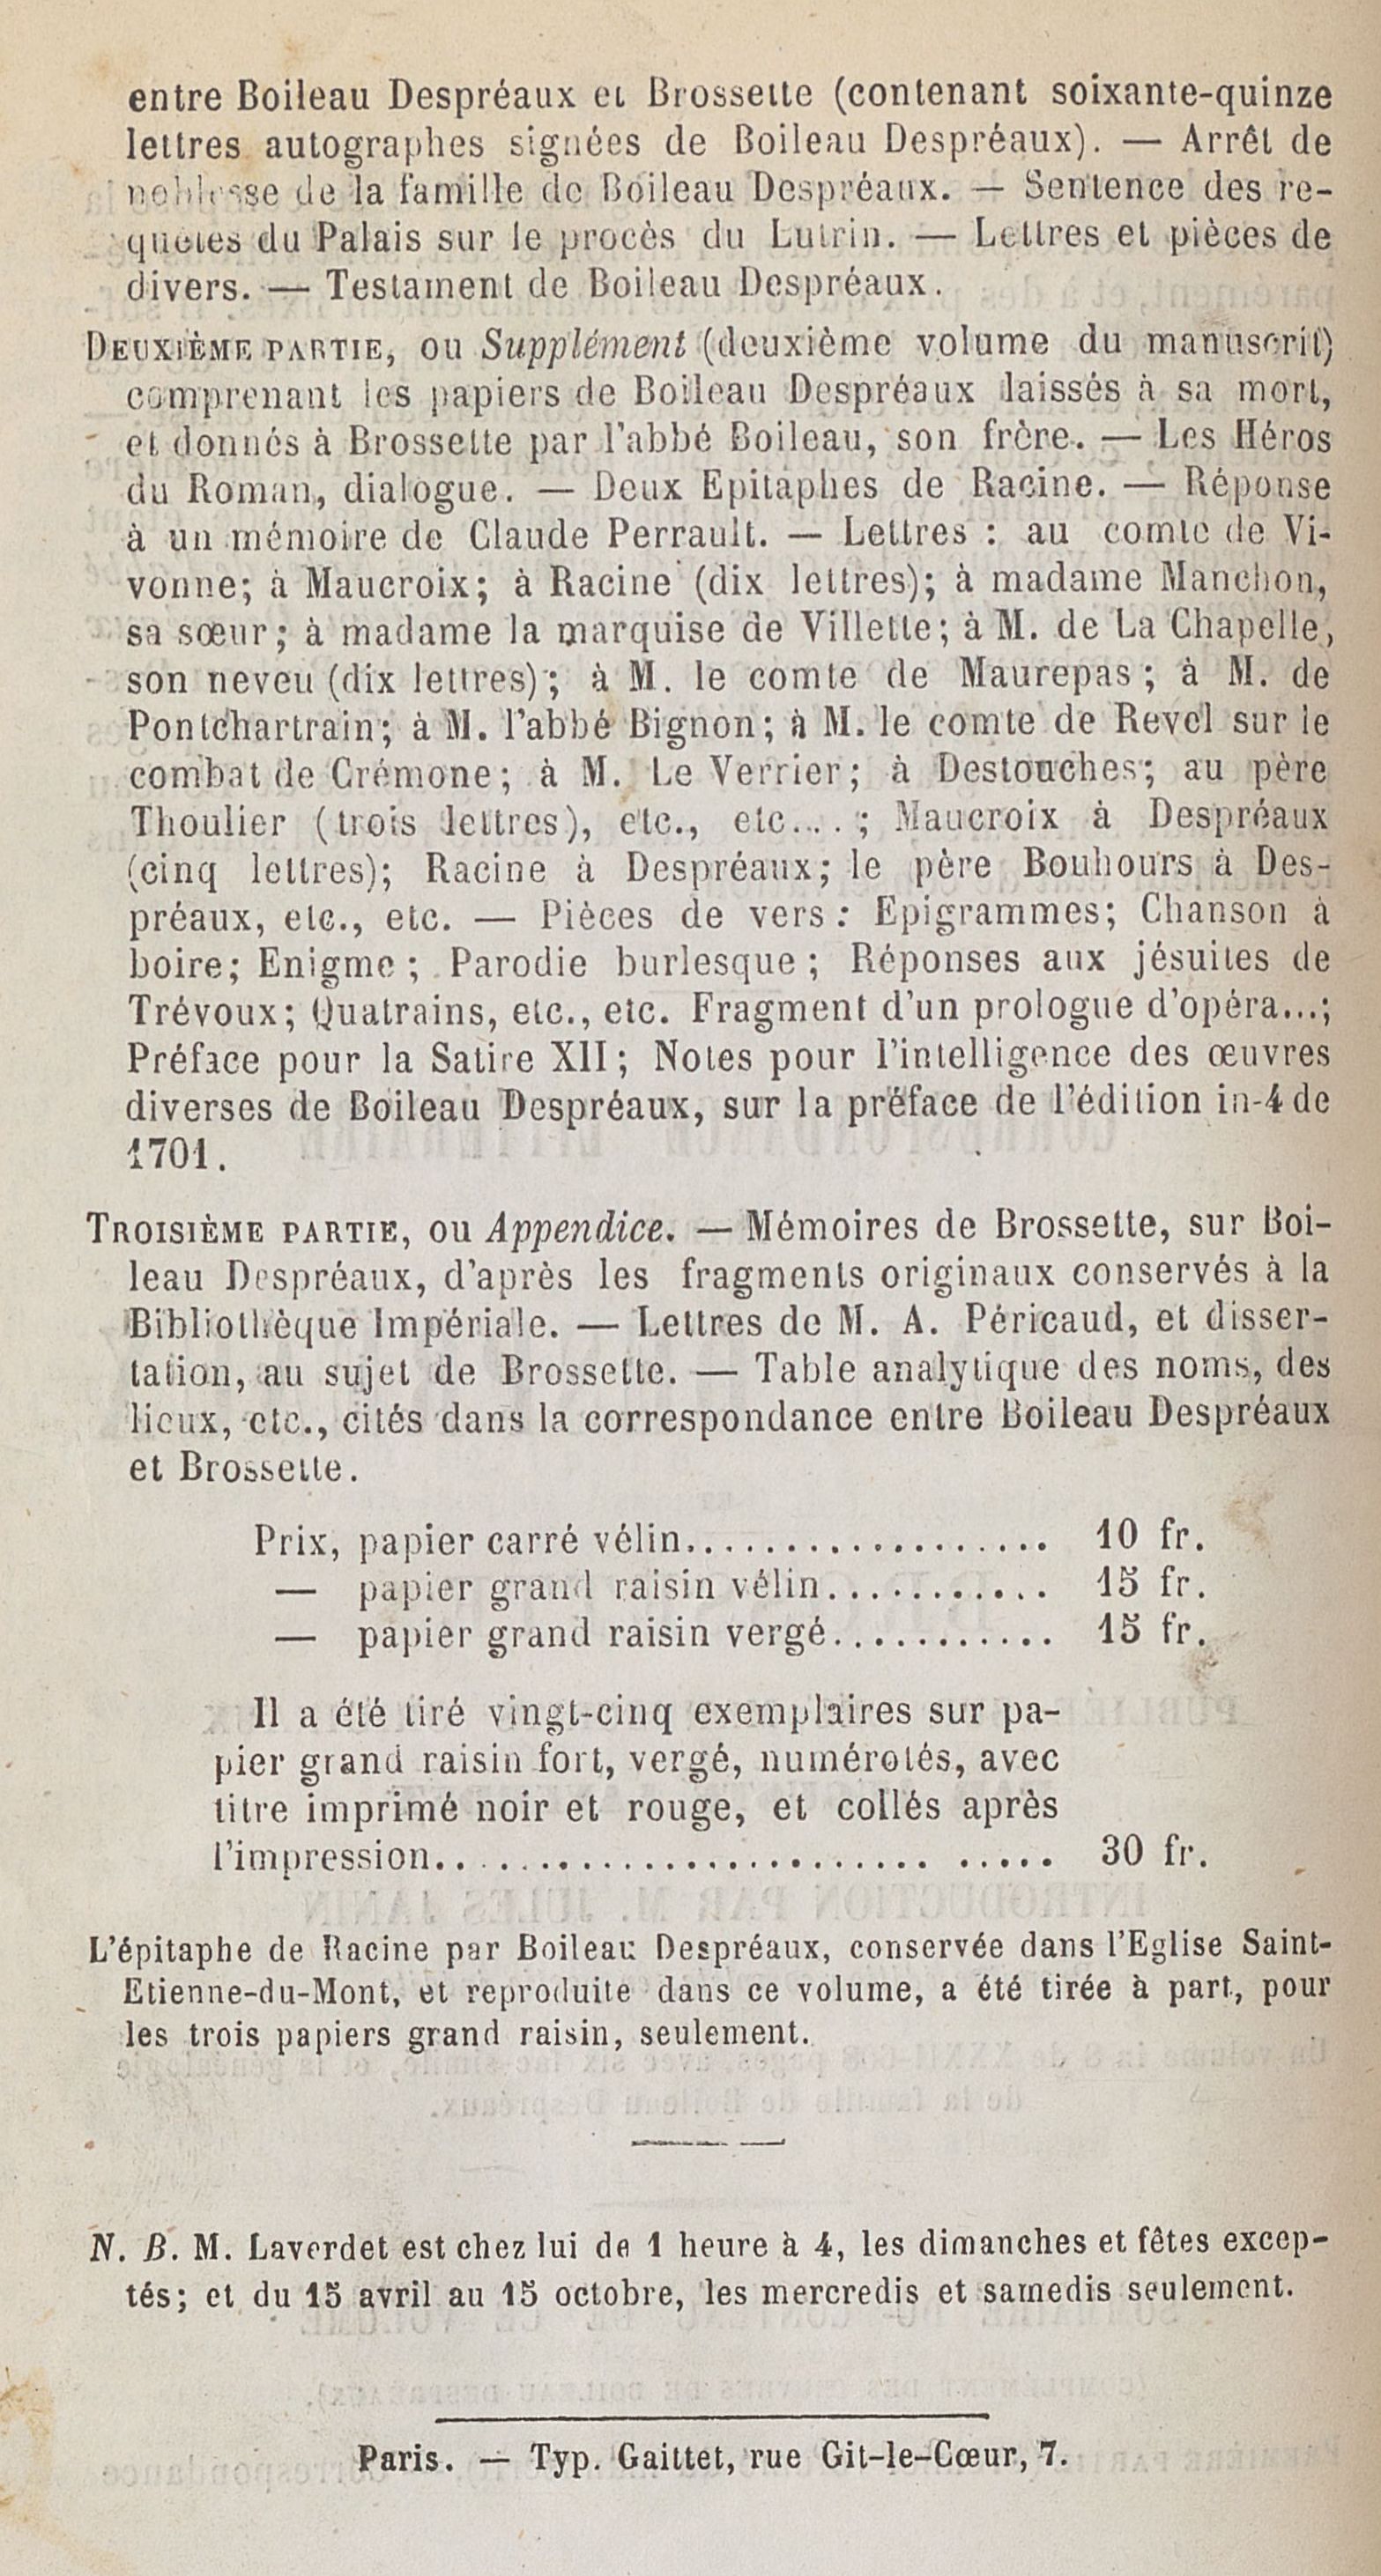 entre Boileau Despréaux et Brossette (contenant soixante-quinze
lettres autographes signées de Boileau Despréaux). — Arrêt de
noblesse de la famille de Boileau Despréaux. — Sentence des re-
quêtes du Palais sur le procès du Lutrin. — Lettres et pièces de
divers. — Testament de Boileau Despréaux.
DEUXIÈME PARTIE, ou Supplément (deuxième volume du manuscrit)
comprenant les papiers de Boileau Despréaux laissés à sa mort,
et donnés à Brossette par l'abbé Boileau, son frère. — Les Héros
du Roman, dialogue. — Deux Epitaphes de Racine. — Réponse
à un mémoire de Claude Perrault. — Lettres : au comte de Vi-
vonne; à Maucroix; à Racine (dix lettres); à madame Manchon,
sa sœur; à madame la marquise de Villette; à M. de La Chapelle,
son neveu (dix lettres); à M. le comte de Maurepas; à M. de
Pontchartrain; à M. l'abbé Bignon; à M. le comte de Revel sur le
combat de Crémone; à M. Le Verrier; à Destouches; au père
Thoulier (trois lettres), etc., etc....; Maucroix à Despréaux
(cinq lettres); Racine à Despréaux; le père Bouhours à Des-
préaux, etc., etc. — Pièces de vers : Epigrammes; Chanson à
boire; Enigme; Parodie burlesque; Réponses aux jésuites de
Trévoux; Quatrains, etc., etc. Fragment d'un prologue d'opéra...;
Préface pour la Satire XII; Notes pour l'intelligence des œuvres
diverses de Boileau Despréaux, sur la préface de l'édition in-4 de
1701.
TROISIÈME PARTIE, ou Appendice. — Mémoires de Brossette, sur Boi-
leau Despréaux, d'après les fragments originaux conservés à la
Bibliothèque Impériale. — Lettres de M. A. Péricaud, et disser-
tation, au sujet de Brossette. — Table analytique des noms, des
lieux, etc., cités dans la correspondance entre Boileau Despréaux
et Brossette.
Prix, papier carré vélin................... 10 fr.
— papier grand raisin vélin........... 15 fr.
— papier grand raisin vergé............ 15 fr.
Il a été tiré vingt-cinq exemplaires sur pa-
pier grand raisin fort, vergé, numérotés, avec
titre imprimé noir et rouge, et collés après
l'impression.......................... ..... 30 fr.
L'épitaphe de Racine par Boileau Despréaux, conservée dans l'Eglise Saint-
Etienne-du-Mont, et reproduite dans ce volume, a été tirée à part, pour
les trois papiers grand raisin, seulement.
N. B. M. Laverdet est chez lui de 1 heure à 4, les dimanches et fêtes excep-
tés; et du 15 avril au 15 octobre, les mercredis et samedis seulement.
Paris. — Typ. Gaittet, rue Git-le-Cœur, 7.